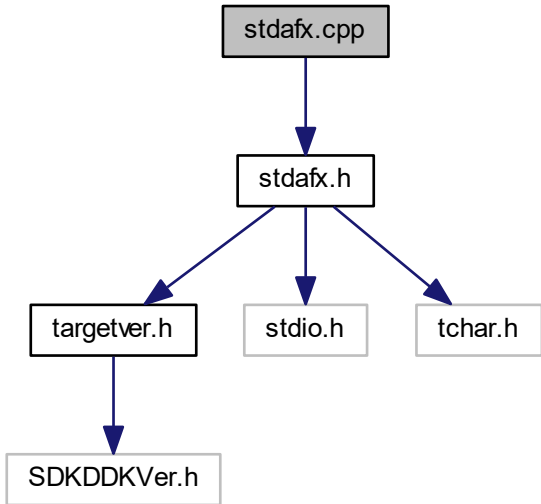 stdafx.cpp
stdafx.h
targetver.h
stdio.h
tchar.h
SDKDDKVer.h